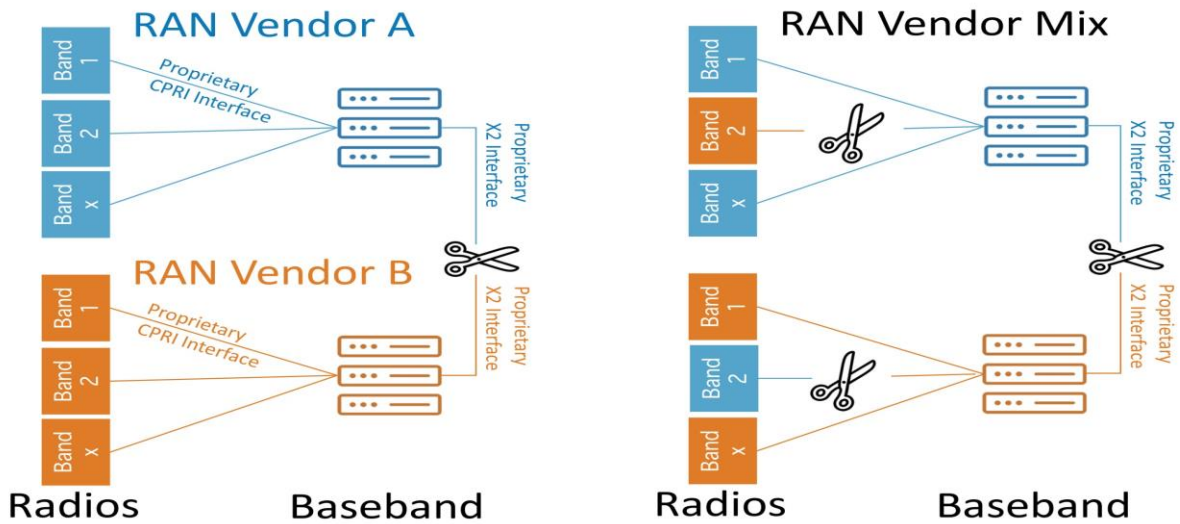 RAN Vendor A
Band
1
Band
2
Band
x
Proprietary
CPRI Interface
Proprietary
X2 Interface
RAN Vendor B
Band
1
Band
2
Band
x
Proprietary
CPRI Interface
Proprietary
X2 Interface
Radios
Baseband
RAN Vendor Mix
Band
1
Band
2
Band
x
Proprietary
X2 Interface
Band
1
Band
2
Band
x
Proprietary
X2 Interface
Radios
Baseband